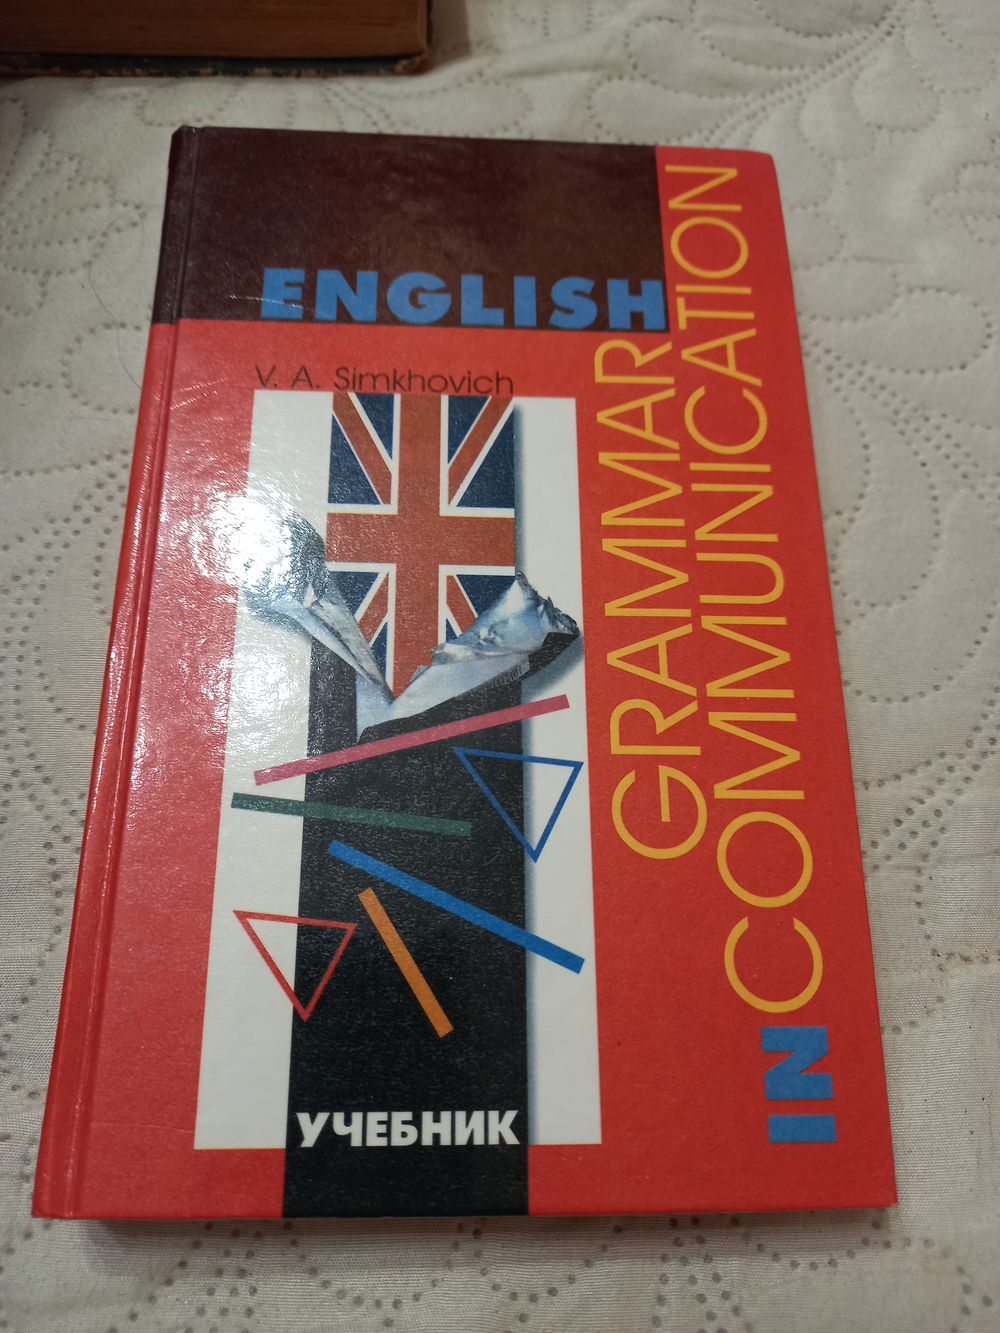 ENGLISH
V. A. Simkhovich
GRAMMAR
IN COMMUNICATION
УЧЕБНИК